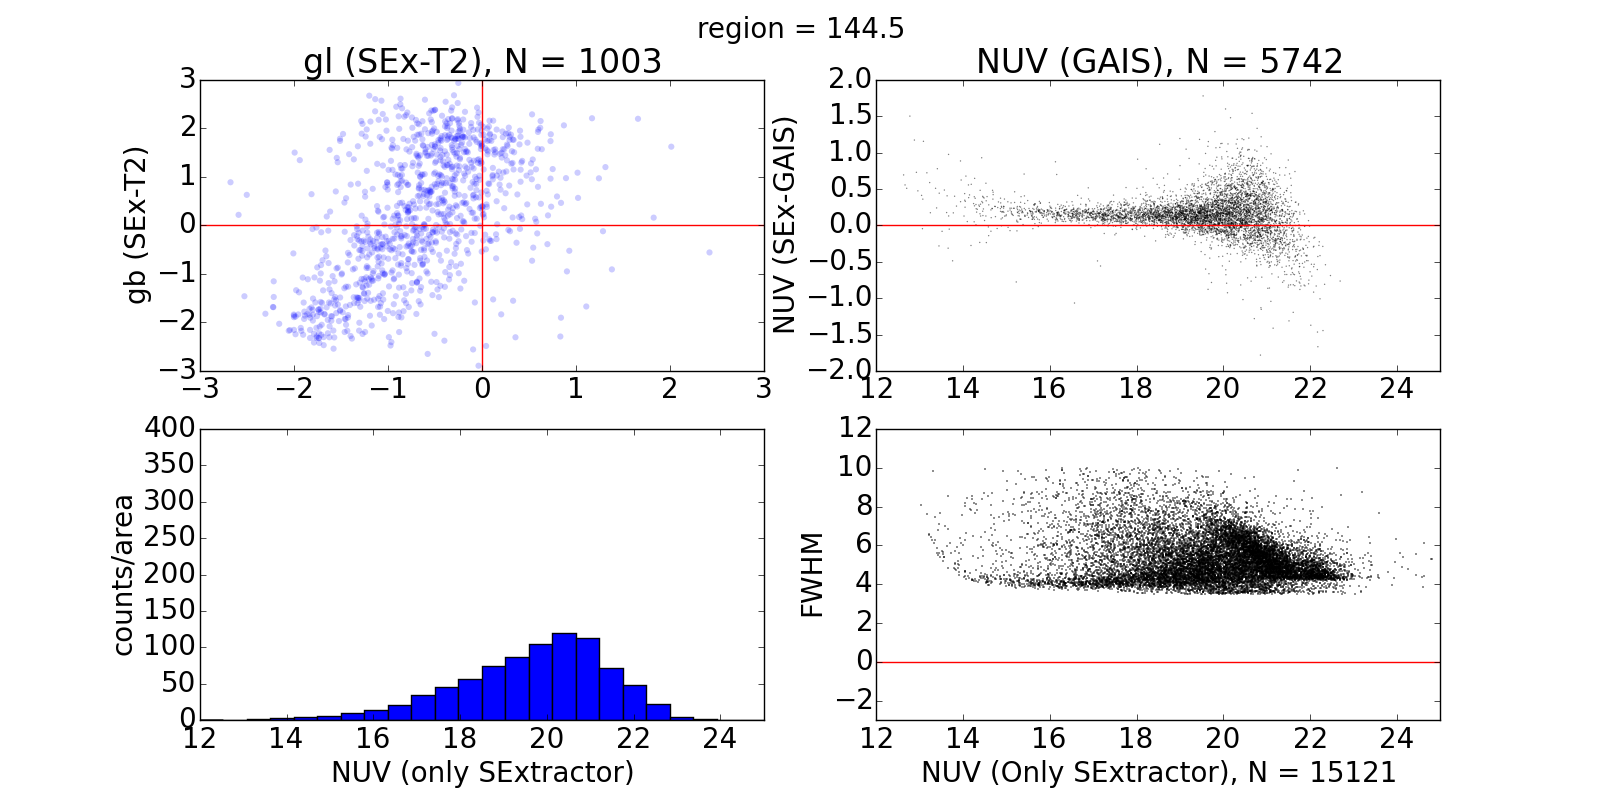 region = 144.5
gl (SEx-T2), N = 1003
gb (SEx-T2)
3
2
1
0
−1
−2
−3
−3 −2 −1 0 1 2 3
NUV (GAIS), N = 5742
NUV (SEx-GAIS)
2.0
1.5
1.0
0.5
0.0
−0.5
−1.0
−1.5
−2.0
12 14 16 18 20 22 24
counts/area
400
350
300
250
200
150
100
50
0
12 14 16 18 20 22 24
NUV (only SExtractor)
FWHM
12
10
8
6
4
2
0
−2
12 14 16 18 20 22 24
NUV (Only SExtractor), N = 15121